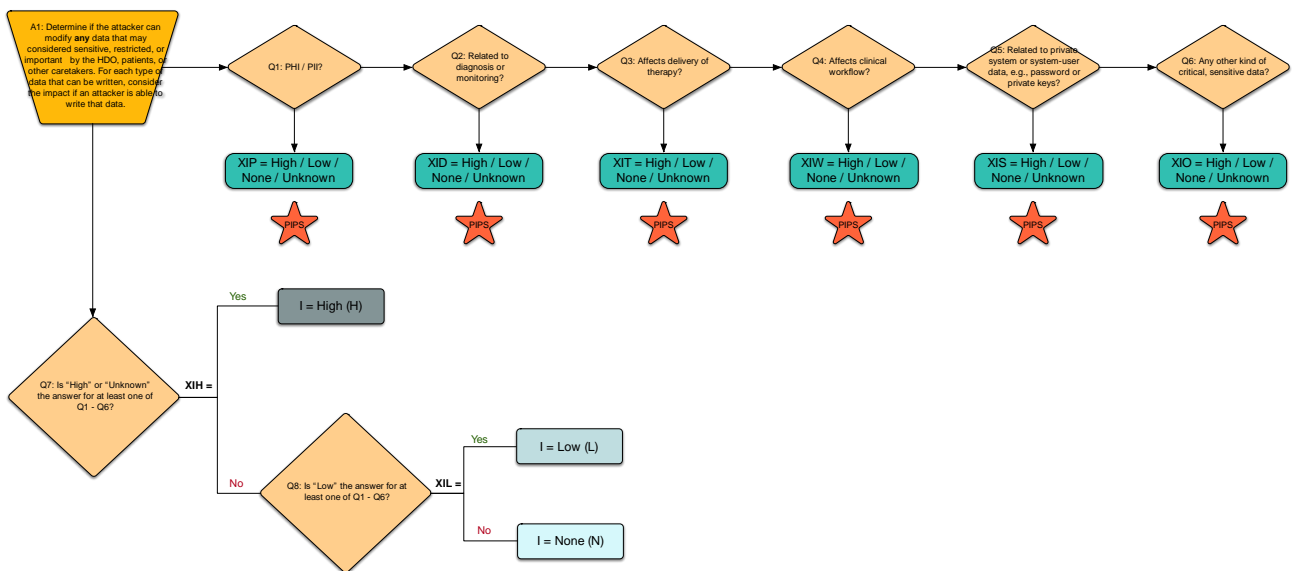 A1: Determine if the attacker can
modify any data that may
considered sensitive, restricted, or
important by the HDO, patients, or
other caretakers. For each type of
data that can be written, consider
the impact if an attacker is able to
write that data.
Q1: PHI / PII?
Q2: Related to
diagnosis or
monitoring?
Q3: Affects delivery of
therapy?
Q4: Affects clinical
workflow?
Q5: Related to private
system or system-user
data, e.g., password or
private keys?
Q6: Any other kind of
critical, sensitive data?
XIP = High / Low /
None / Unknown
XID = High / Low /
None / Unknown
XIT = High / Low /
None / Unknown
XIW = High / Low /
None / Unknown
XIS = High / Low /
None / Unknown
XIO = High / Low /
None / Unknown
PIPS
PIPS
PIPS
PIPS
PIPS
PIPS
Q7: Is “High” or “Unknown”
the answer for at least one of
Q1 - Q6?
XIH =
Yes
I = High (H)
No
Q8: Is “Low” the answer for at
least one of Q1 - Q6?
XIL =
Yes
I = Low (L)
No
I = None (N)